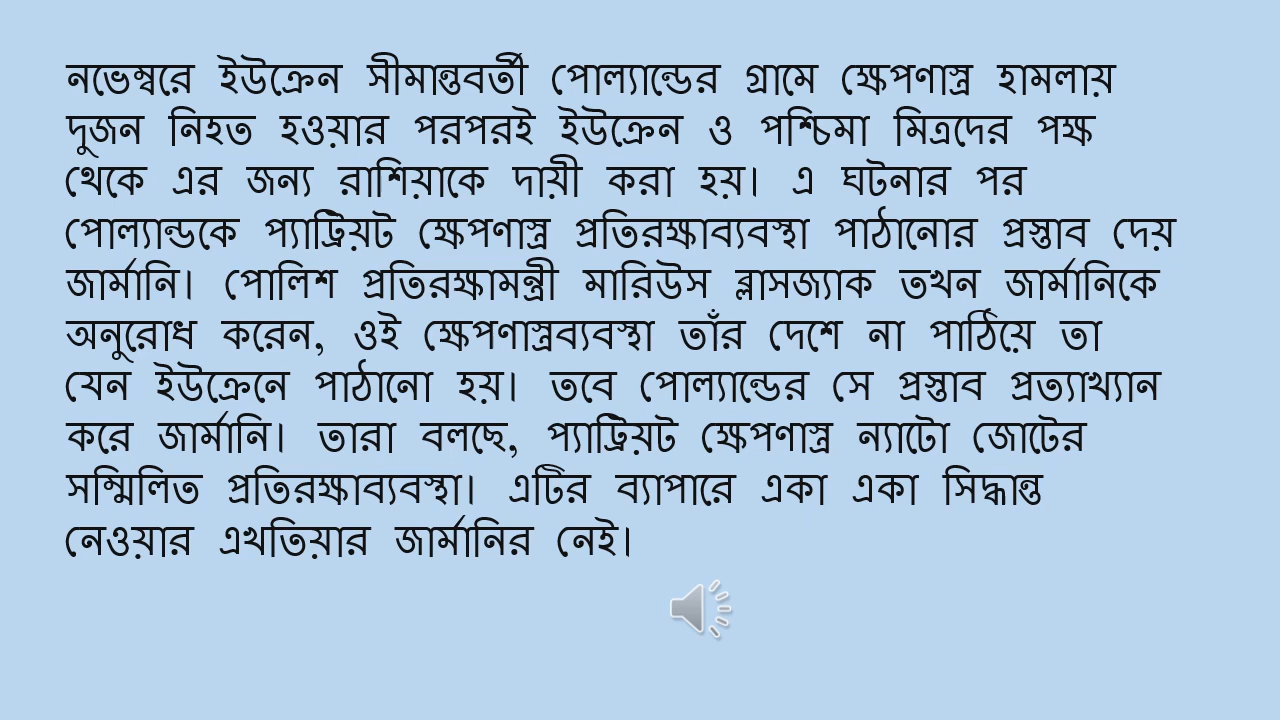 নভেম্বরে ইউক্রেন সীমান্তবর্তী পোল্যান্ডের গ্রামে ক্ষেপণাস্ত্র হামলায়
দুজন নিহত হওয়ার পরপরই ইউক্রেন ও পশ্চিমা মিত্রদের পক্ষ
থেকে এর জন্য রাশিয়াকে দায়ী করা হয়। এ ঘটনার পর
পোল্যান্ডকে প্যাট্রিয়ট ক্ষেপণাস্ত্র প্রতিরক্ষাব্যবস্থা পাঠানোর প্রস্তাব দেয়
জার্মানি। পোলিশ প্রতিরক্ষামন্ত্রী মারিউস ব্লাসজ্যাক তখন জার্মানিকে
অনুরোধ করেন, ওই ক্ষেপণাস্ত্রব্যবস্থা তাঁর দেশে না পাঠিয়ে তা
যেন ইউক্রেনে পাঠানো হয়। তবে পোল্যান্ডের সে প্রস্তাব প্রত্যাখ্যান
করে জার্মানি। তারা বলছে, প্যাট্রিয়ট ক্ষেপণাস্ত্র ন্যাটো জোটের
সম্মিলিত প্রতিরক্ষাব্যবস্থা। এটির ব্যাপারে একা একা সিদ্ধান্ত
নেওয়ার এখতিয়ার জার্মানির নেই।